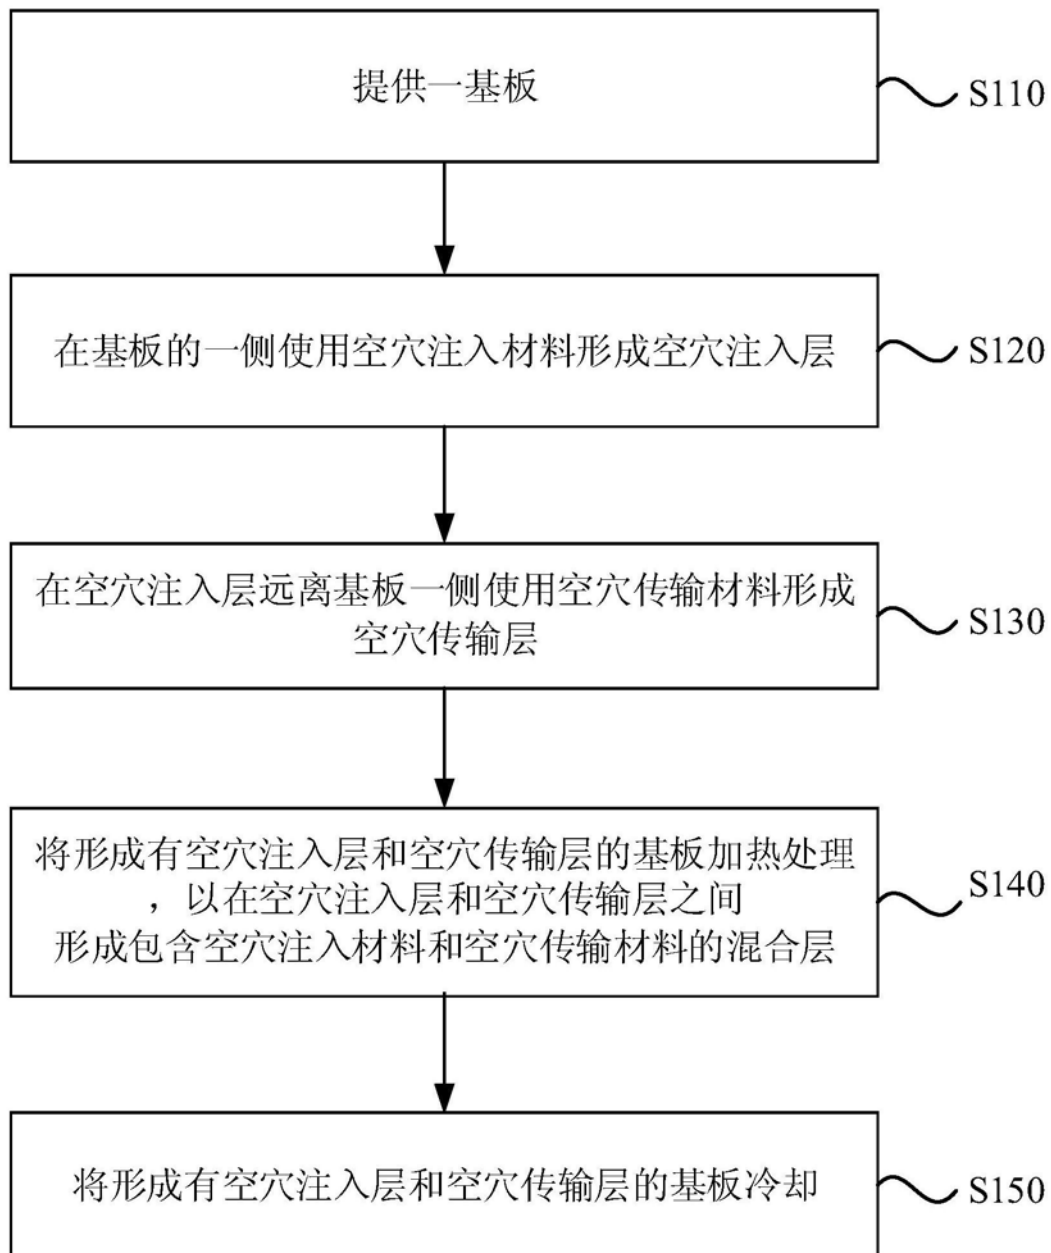 提供一基板
S110
在基板的一侧使用空穴注入材料形成空穴注入层
S120
在空穴注入层远离基板一侧使用空穴传输材料形成
空穴传输层
S130
将形成有空穴注入层和空穴传输层的基板加热处理
，以在空穴注入层和空穴传输层之间
形成包含空穴注入材料和空穴传输材料的混合层
S140
将形成有空穴注入层和空穴传输层的基板冷却
S150